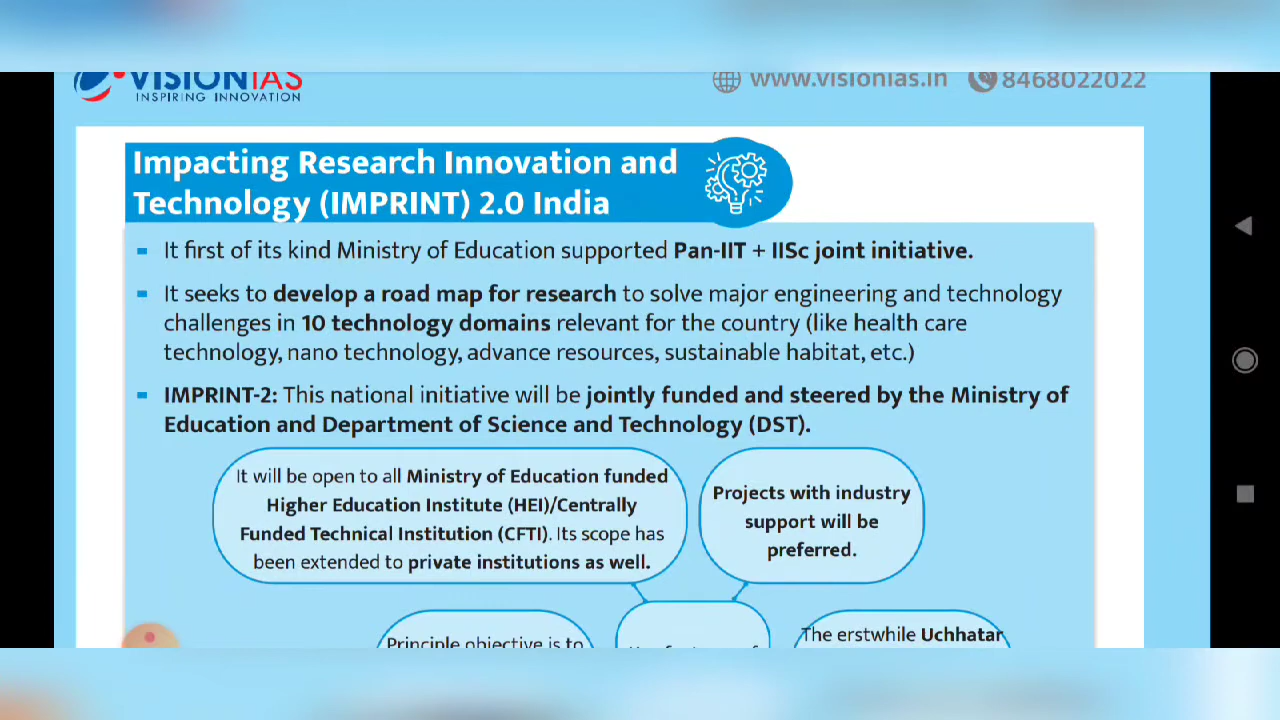 VISIONIAS
INSPIRING INNOVATION
www.visionias.in
8468022022
Impacting Research Innovation and
Technology (IMPRINT) 2.0 India
It first of its kind Ministry of Education supported Pan-IIT + IISc joint initiative.
It seeks to develop a road map for research to solve major engineering and technology
challenges in 10 technology domains relevant for the country (like health care
technology, nano technology, advance resources, sustainable habitat, etc.)
IMPRINT-2: This national initiative will be jointly funded and steered by the Ministry of
Education and Department of Science and Technology (DST).
It will be open to all Ministry of Education funded
Higher Education Institute (HEI)/Centrally
Funded Technical Institution (CFTI). Its scope has
been extended to private institutions as well.
Projects with industry
support will be
preferred.
Principle objective is to
The erstwhile Uchhatar